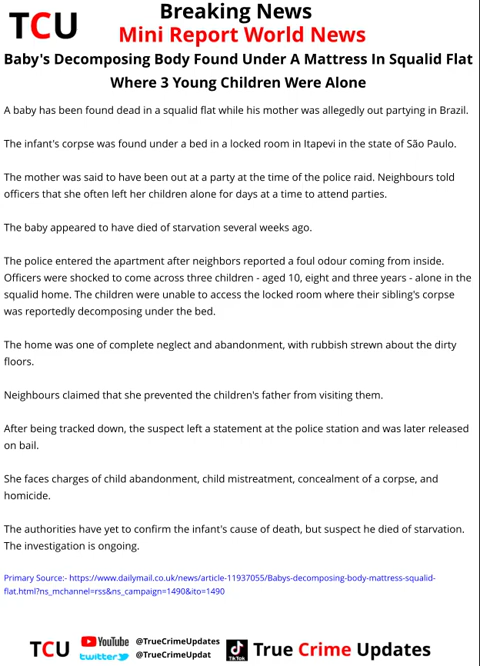 TCU
Breaking News
Mini Report World News
Baby's Decomposing Body Found Under A Mattress In Squalid Flat
Where 3 Young Children Were Alone
A baby has been found dead in a squalid flat while his mother was allegedly out partying in Brazil.
The infant's corpse was found under a bed in a locked room in Itapevi in the state of São Paulo.
The mother was said to have been out at a party at the time of the police raid. Neighbours told
officers that she often left her children alone for days at a time to attend parties.
The baby appeared to have died of starvation several weeks ago.
The police entered the apartment after neighbors reported a foul odour coming from inside.
Officers were shocked to come across three children - aged 10, eight and three years - alone in the
squalid home. The children were unable to access the locked room where their sibling's corpse
was reportedly decomposing under the bed.
The home was one of complete neglect and abandonment, with rubbish strewn about the dirty
floors.
Neighbours claimed that she prevented the children's father from visiting them.
After being tracked down, the suspect left a statement at the police station and was later released
on bail.
She faces charges of child abandonment, child mistreatment, concealment of a corpse, and
homicide.
The authorities have yet to confirm the infant's cause of death, but suspect he died of starvation.
The investigation is ongoing.
Primary Source:- https://www.dailymail.co.uk/news/article-11937055/Babys-decomposing-body-mattress-squalid-
flat.html?ns_mchannel=rss&ns_campaign=1490&ito=1490
TCU
YouTube @TrueCrimeUpdates
twitter @TrueCrimeUpdat
TikTok
True Crime Updates